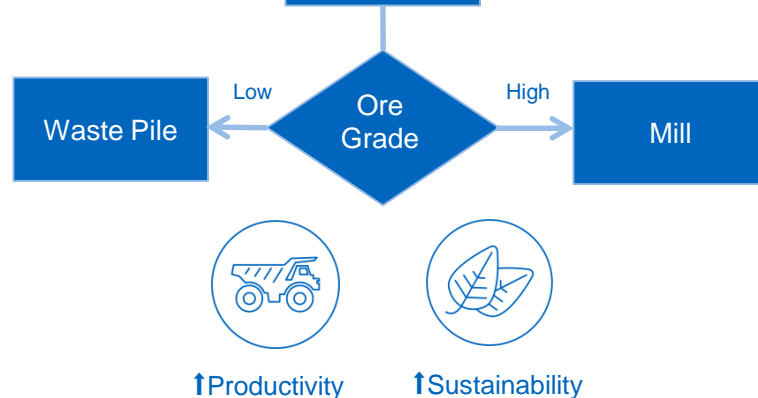 Low
High
Waste Pile
Ore
Grade
Mill
⬆Productivity
⬆Sustainability